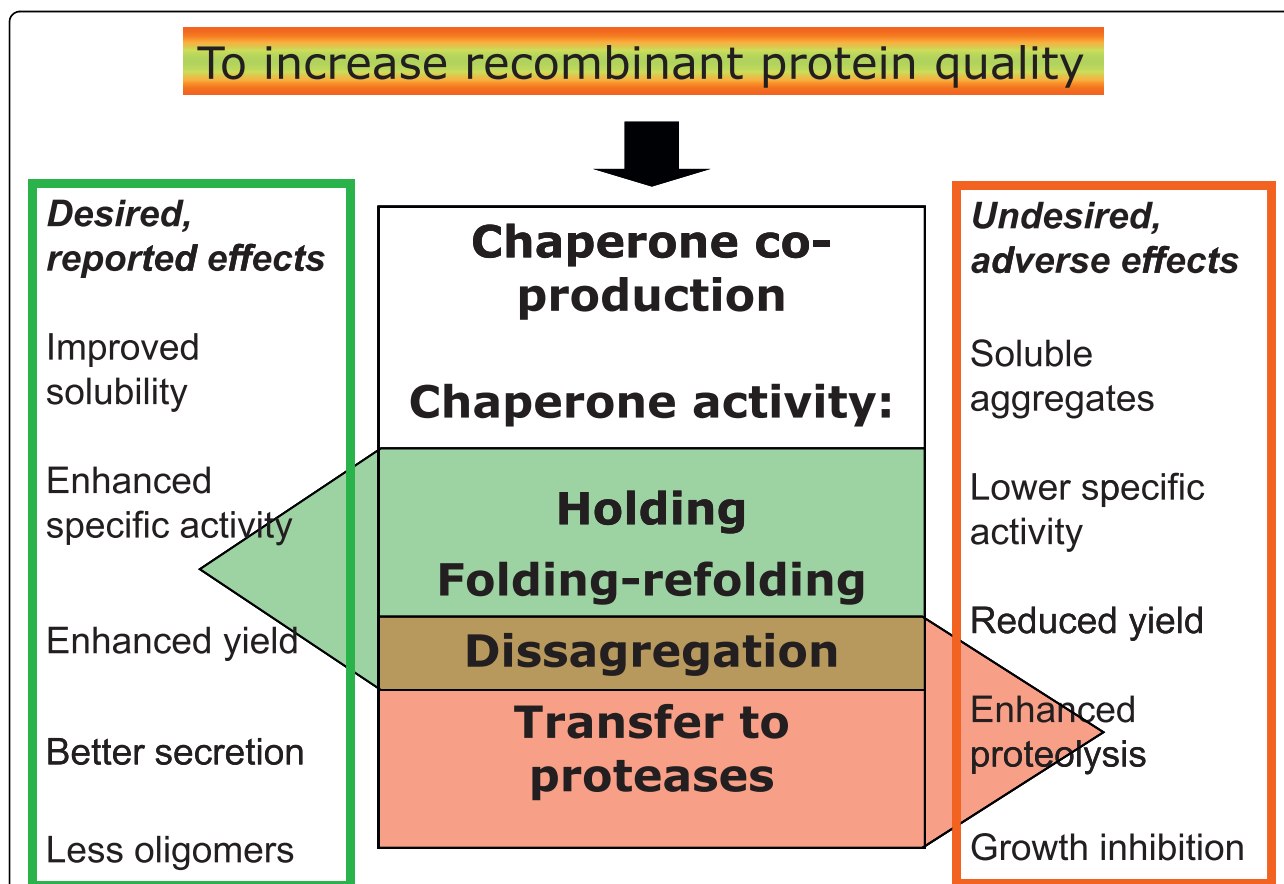 To increase recombinant protein quality
Desired,
reported effects
Improved
solubility
Enhanced
specific activity
Enhanced yield
Better secretion
Less oligomers
Chaperone co-
production
Chaperone activity:
Holding
Folding-refolding
Dissagregation
Transfer to
proteases
Undesired,
adverse effects
Soluble
aggregates
Lower specific
activity
Reduced yield
Enhanced
proteolysis
Growth inhibition